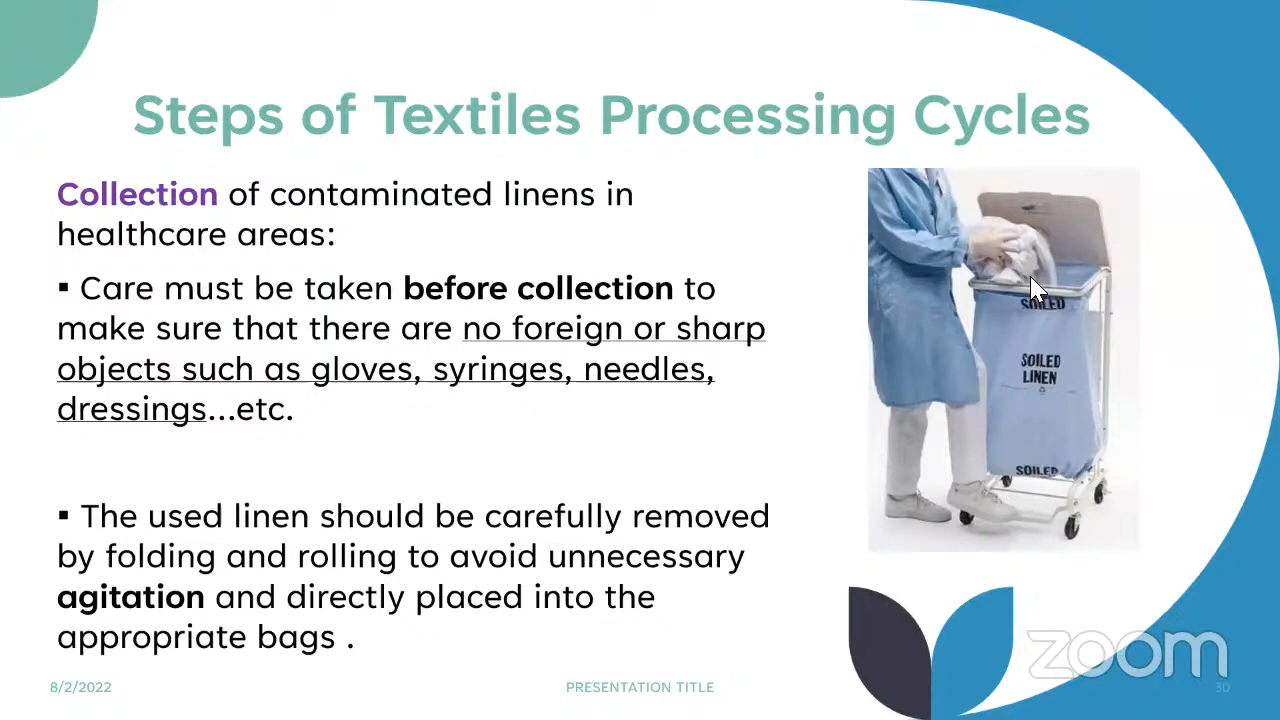 Steps of Textiles Processing Cycles
Collection of contaminated linens in
healthcare areas:
▪ Care must be taken before collection to
make sure that there are no foreign or sharp
objects such as gloves, syringes, needles,
dressings...etc.
▪ The used linen should be carefully removed
by folding and rolling to avoid unnecessary
agitation and directly placed into the
appropriate bags .
SOILED
SOILED
LINEN
SOILED
zoom
8/2/2022
PRESENTATION TITLE
30